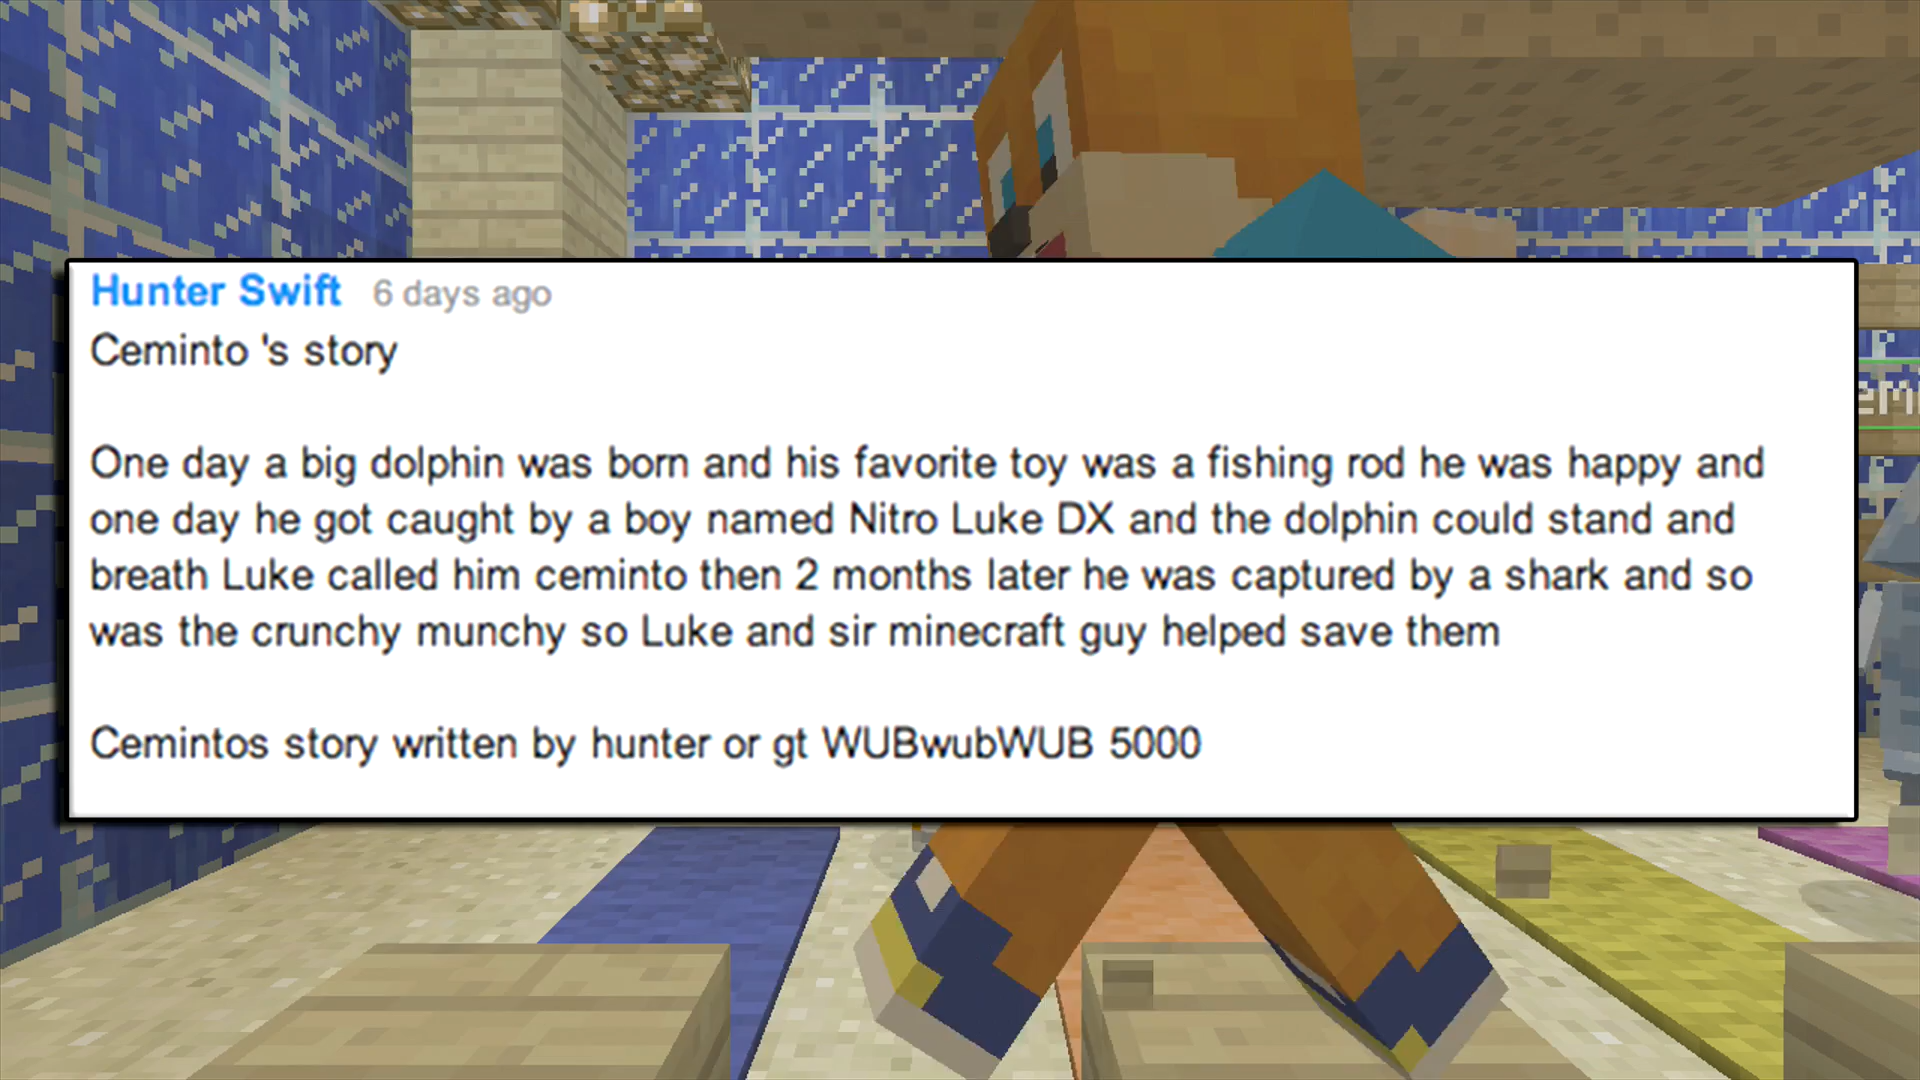 Hunter Swift 6 days ago
Ceminto 's story
One day a big dolphin was born and his favorite toy was a fishing rod he was happy and
one day he got caught by a boy named Nitro Luke DX and the dolphin could stand and
breath Luke called him ceminto then 2 months later he was captured by a shark and so
was the crunchy munchy so Luke and sir minecraft guy helped save them
Cemintos story written by hunter or gt WUBwubWUB 5000